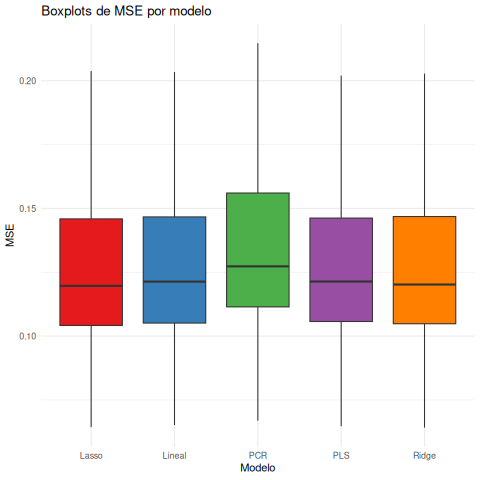 Boxplots de MSE por modelo
MSE
0.20
0.15
0.10
Lasso Lineal PCR PLS Ridge
Modelo